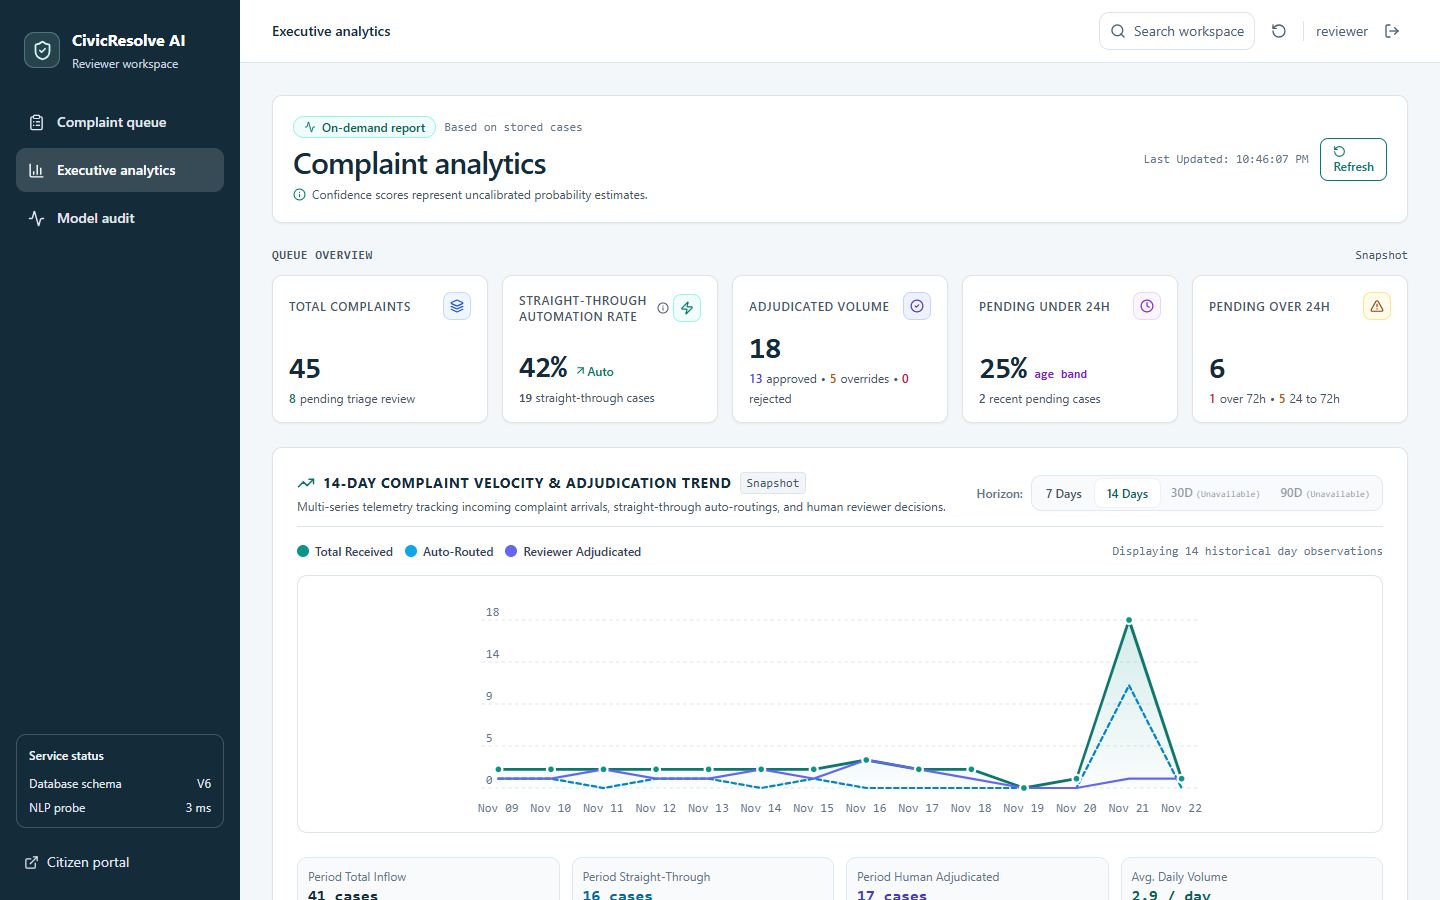 CivicResolve AI
Reviewer workspace
Complaint queue
Executive analytics
Model audit
Service status
Database schema V6
NLP probe 3 ms
Citizen portal
Executive analytics
Search workspace
reviewer
On-demand report
Based on stored cases
Complaint analytics
Confidence scores represent uncalibrated probability estimates.
Last Updated: 10:46:07 PM
Refresh
QUEUE OVERVIEW
Snapshot
TOTAL COMPLAINTS
45
8 pending triage review
STRAIGHT-THROUGH
AUTOMATION RATE
42% Auto
19 straight-through cases
ADJUDICATED VOLUME
18
13 approved • 5 overrides • 0
rejected
PENDING UNDER 24H
25% age band
2 recent pending cases
PENDING OVER 24H
6
1 over 72h • 5 24 to 72h
14-DAY COMPLAINT VELOCITY & ADJUDICATION TREND
Snapshot
Multi-series telemetry tracking incoming complaint arrivals, straight-through auto-routings, and human reviewer decisions.
Horizon: 7 Days 14 Days 30D (Unavailable) 90D (Unavailable)
Total Received Auto-Routed Reviewer Adjudicated
Displaying 14 historical day observations
18
14
9
5
0
Nov 09 Nov 10 Nov 11 Nov 12 Nov 13 Nov 14 Nov 15 Nov 16 Nov 17 Nov 18 Nov 19 Nov 20 Nov 21 Nov 22
Period Total Inflow
41 cases
Period Straight-Through
16 cases
Period Human Adjudicated
17 cases
Avg. Daily Volume
2.9 / day